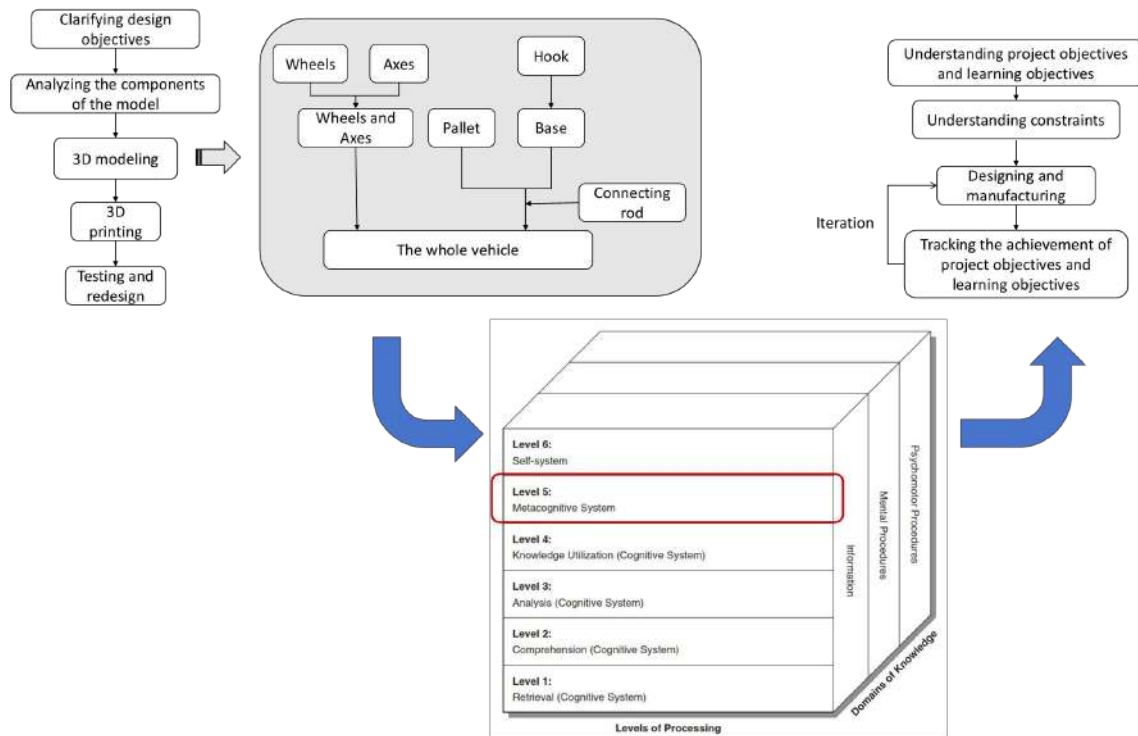 Clarifying design
objectives
Analyzing the components
of the model
3D modeling
3D
printing
Testing and
redesign
Wheels
Axes
Hook
Wheels and
Axes
Pallet
Base
Connecting
rod
The whole vehicle
Understanding project objectives
and learning objectives
Understanding constraints
Designing and
manufacturing
Iteration
Tracking the achievement of
project objectives and
learning objectives
Level 6:
Self-system
Level 5:
Metacognitive System
Level 4:
Knowledge Utilization (Cognitive System)
Level 3:
Analysis (Cognitive System)
Level 2:
Comprehension (Cognitive System)
Level 1:
Retrieval (Cognitive System)
Information
Mental Procedures
Psychomotor Procedures
Domains of Knowledge
Levels of Processing